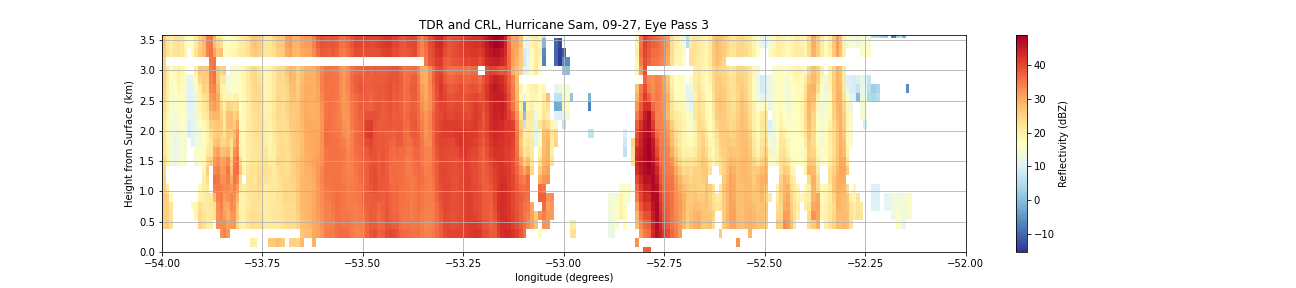 TDR and CRL, Hurricane Sam, 09-27, Eye Pass 3
3.5
3.0
2.5
2.0
1.5
1.0
0.5
0.0
Height from Surface (km)
−54.00 −53.75 −53.50 −53.25 −53.00 −52.75 −52.50 −52.25 −52.00
longitude (degrees)
40
30
20
10
0
−10
Reflectivity (dBZ)